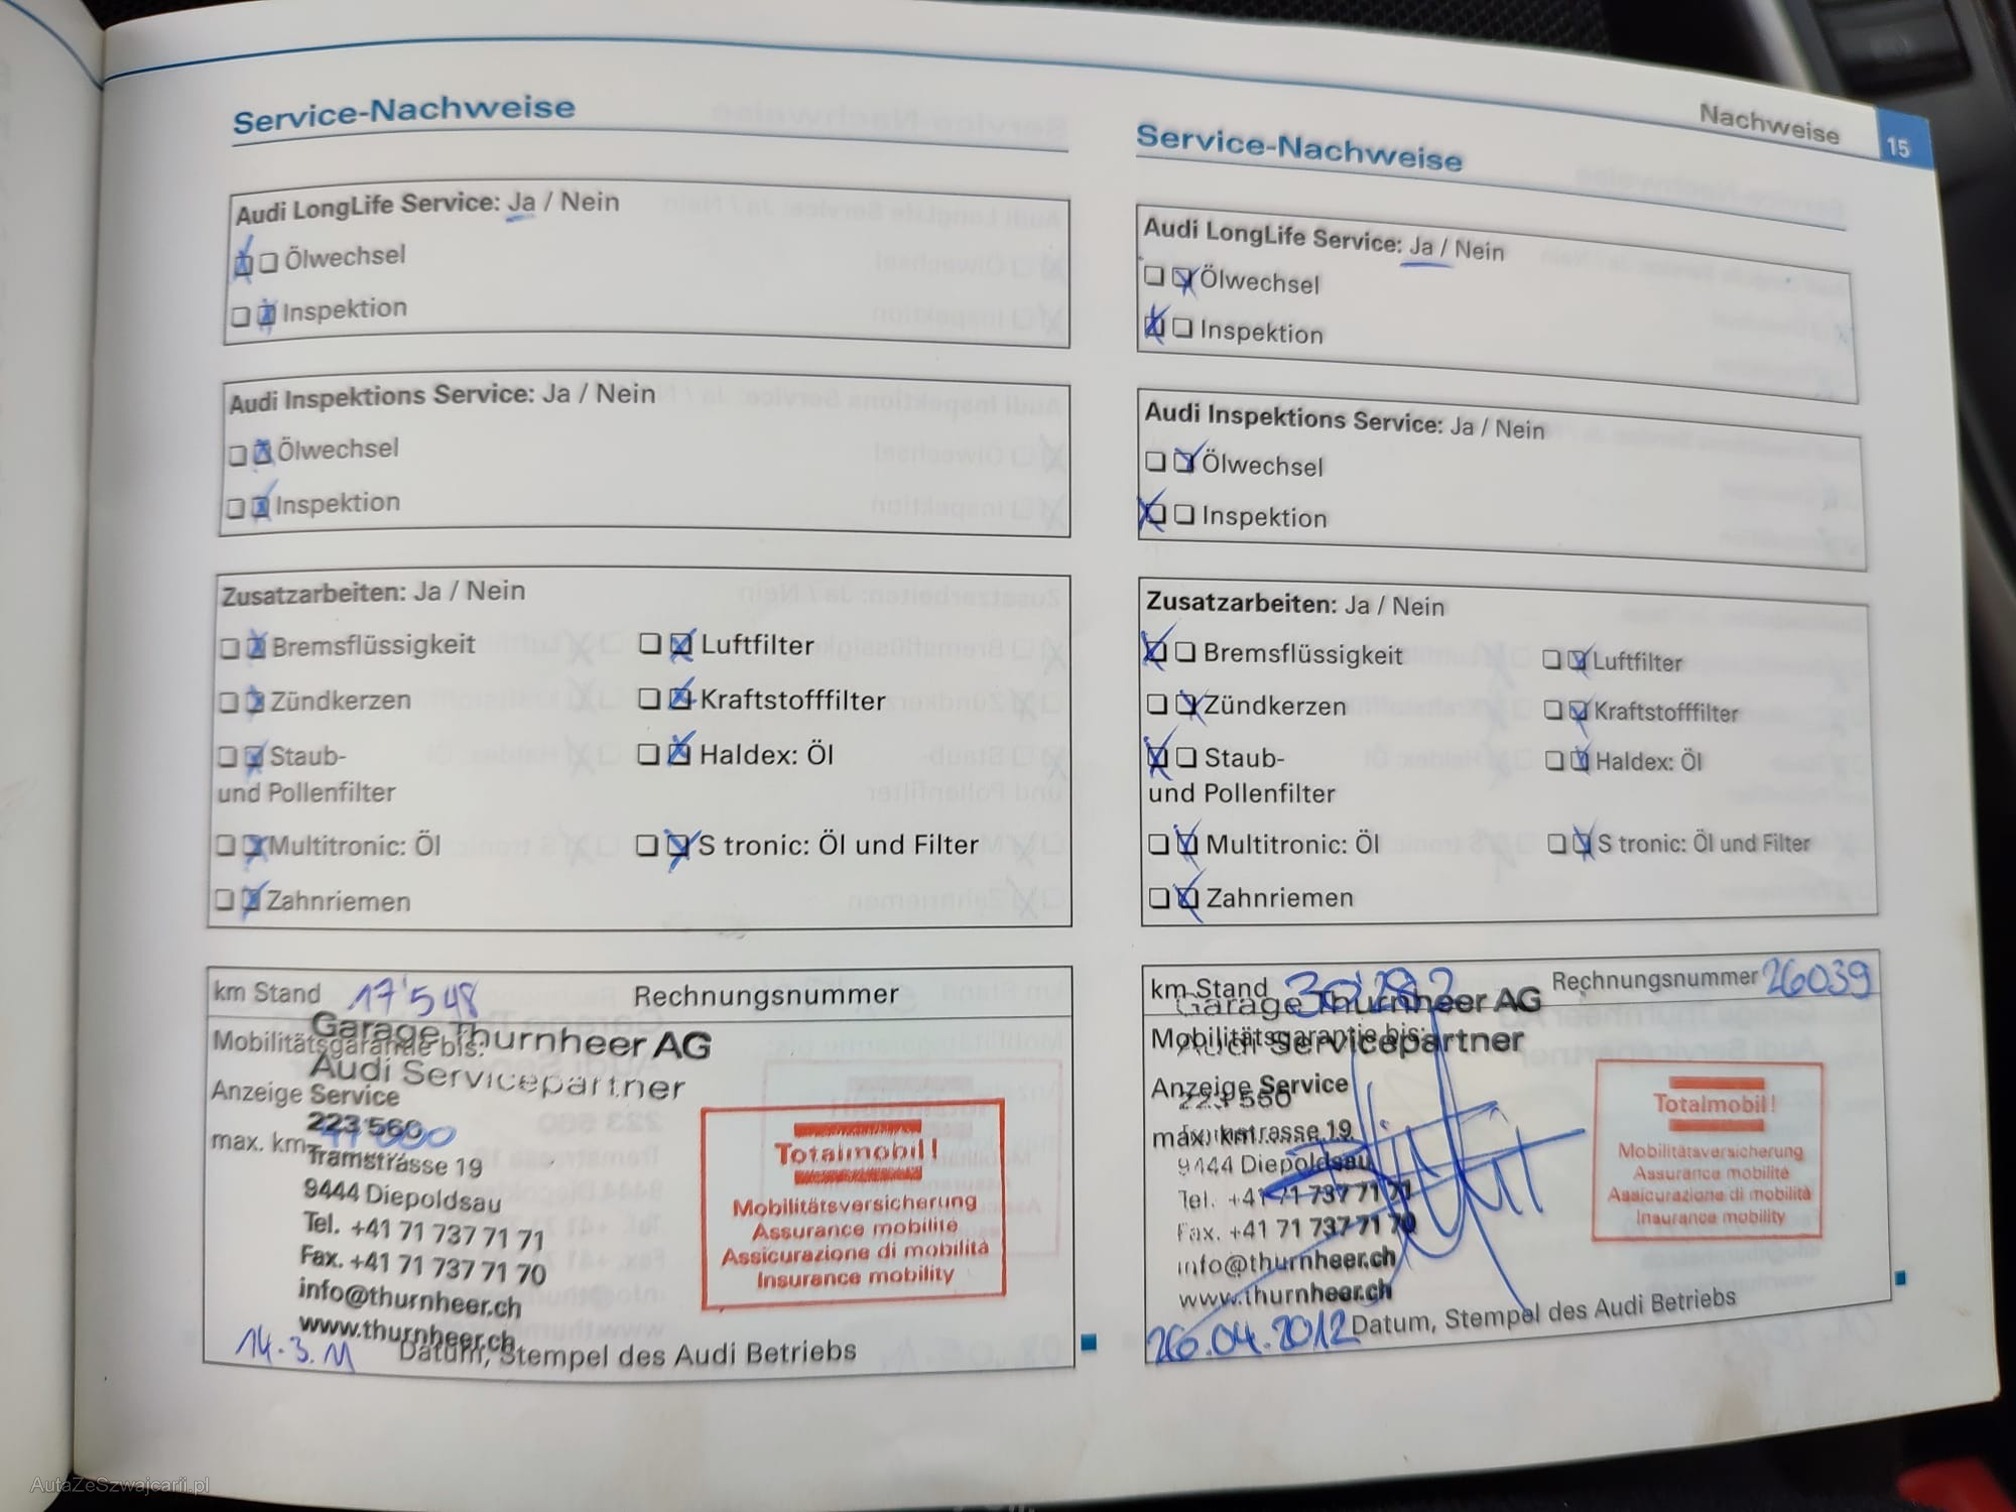 Nachweise 15
Service-Nachweise
Audi LongLife Service: Ja / Nein
Ölwechsel
Inspektion
Audi Inspektions Service: Ja / Nein
Ölwechsel
Inspektion
Zusatzarbeiten: Ja / Nein
Bremsflüssigkeit Luftfilter
Zündkerzen Kraftstofffilter
Staub- Haldex: Öl
und Pollenfilter
Multitronic: Öl S tronic: Öl und Filter
Zahnriemen
km Stand 17'548 Rechnungsnummer
Garage Thurnheer AG
Mobilitätsgarantie bis:
Audi Servicepartner
Anzeige Service
223 560
max. km
Tramstrasse 19
9444 Diepoldsau
Tel. +41 71 737 71 71
Fax. +41 71 737 71 70
info@thurnheer.ch
www.thurnheer.ch
Totalmobil!
Mobilitätsversicherung
Assurance mobilité
Assicurazione di mobilità
Insurance mobility
14.3.11 Datum, Stempel des Audi Betriebs
Service-Nachweise
Audi LongLife Service: Ja / Nein
Ölwechsel
Inspektion
Audi Inspektions Service: Ja / Nein
Ölwechsel
Inspektion
Zusatzarbeiten: Ja / Nein
Bremsflüssigkeit Luftfilter
Zündkerzen Kraftstofffilter
Staub- Haldex: Öl
und Pollenfilter
Multitronic: Öl S tronic: Öl und Filter
Zahnriemen
km Stand Rechnungsnummer 26039
Garage Thurnheer AG
Mobilitätsgarantie bis:
Audi Servicepartner
Anzeige Service
223 560
max. km
Tramstrasse 19
9444 Diepoldsau
Tel. +41 71 737 71 71
Fax. +41 71 737 71 70
info@thurnheer.ch
www.thurnheer.ch
Totalmobil!
Mobilitätsversicherung
Assurance mobilité
Assicurazione di mobilità
Insurance mobility
26.04.2012 Datum, Stempel des Audi Betriebs
AutaZeSzwajcarii.pl